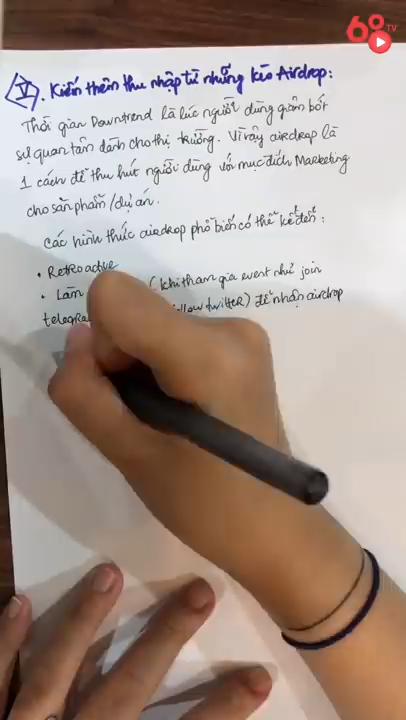 68 TV
V. Kiếm thêm thu nhập từ những kèo Airdrop:
Thời gian Downtrend là lúc người dùng giảm bớt
sự quan tâm dành cho thị trường. Vì vậy airdrop là
1 cách để thu hút người dùng với mục đích Marketing
cho sản phẩm / dự án.
Các hình thức airdrop phổ biến có thể kể đến:
• Retroactive
• Làm (khi tham gia event như join
follow twitter) để nhận airdrop